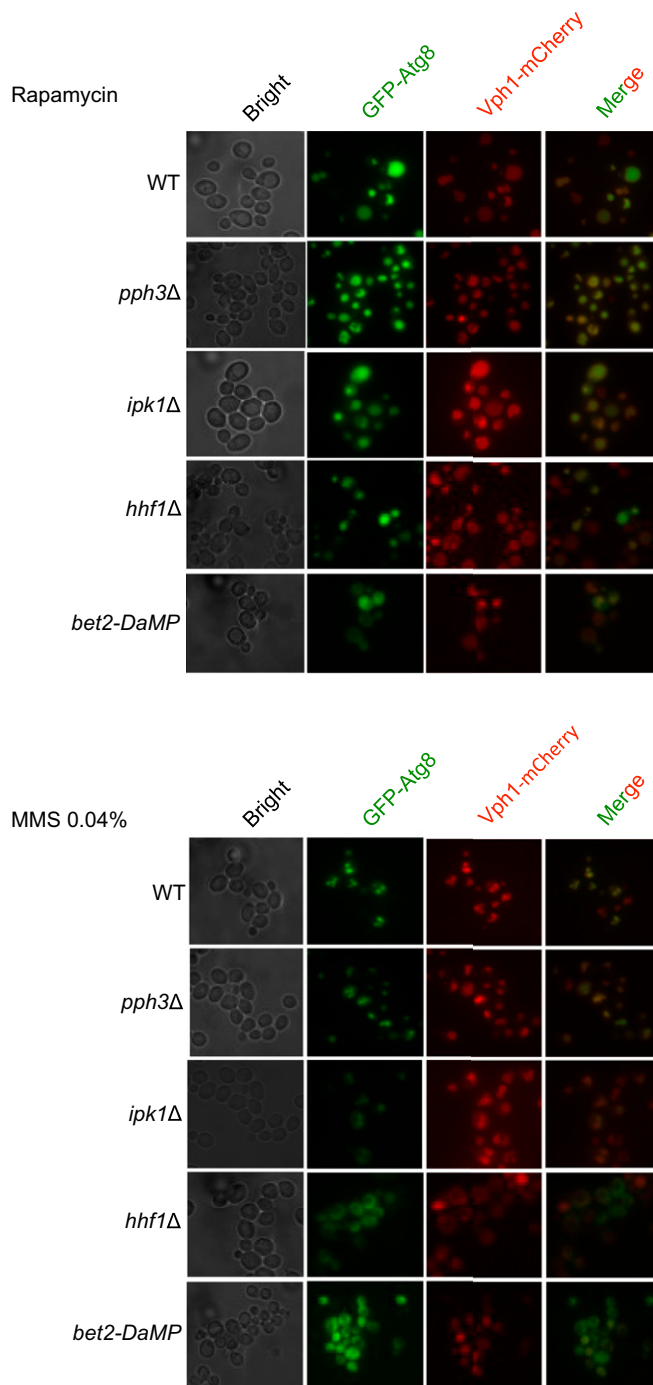 Rapamycin
Bright
GFP-Atg8
Vph1-mCherry
Merge
WT
pph3Δ
ipk1Δ
hhf1Δ
bet2-DaMP
MMS 0.04%
Bright
GFP-Atg8
Vph1-mCherry
Merge
WT
pph3Δ
ipk1Δ
hhf1Δ
bet2-DaMP